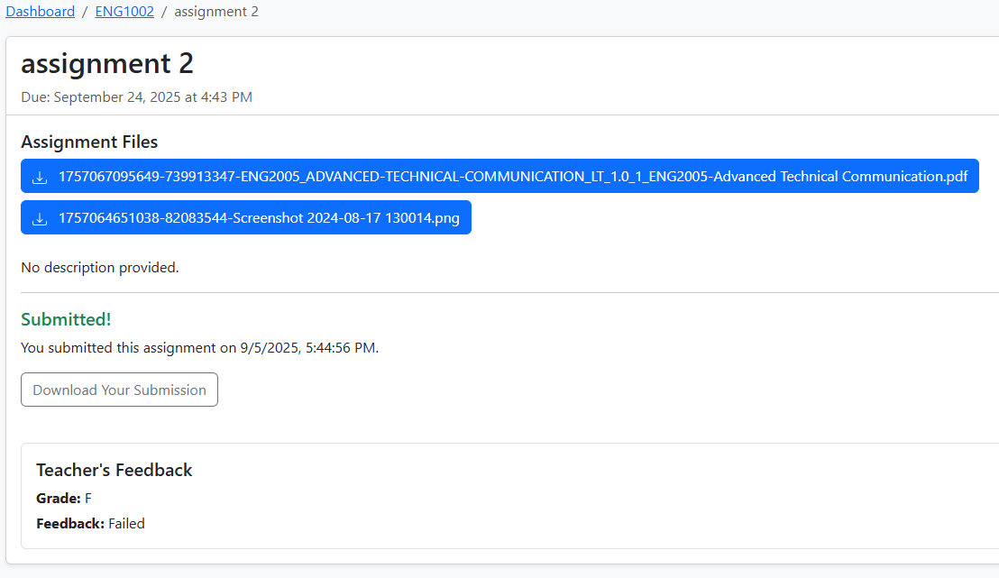 Dashboard / ENG1002 / assignment 2
assignment 2
Due: September 24, 2025 at 4:43 PM
Assignment Files
1757067095649-739913347-ENG2005_ADVANCED-TECHNICAL-COMMUNICATION_LT_1.0_1_ENG2005-Advanced Technical Communication.pdf
1757064651038-82083544-Screenshot 2024-08-17 130014.png
No description provided.
Submitted!
You submitted this assignment on 9/5/2025, 5:44:56 PM.
Download Your Submission
Teacher's Feedback
Grade: F
Feedback: Failed